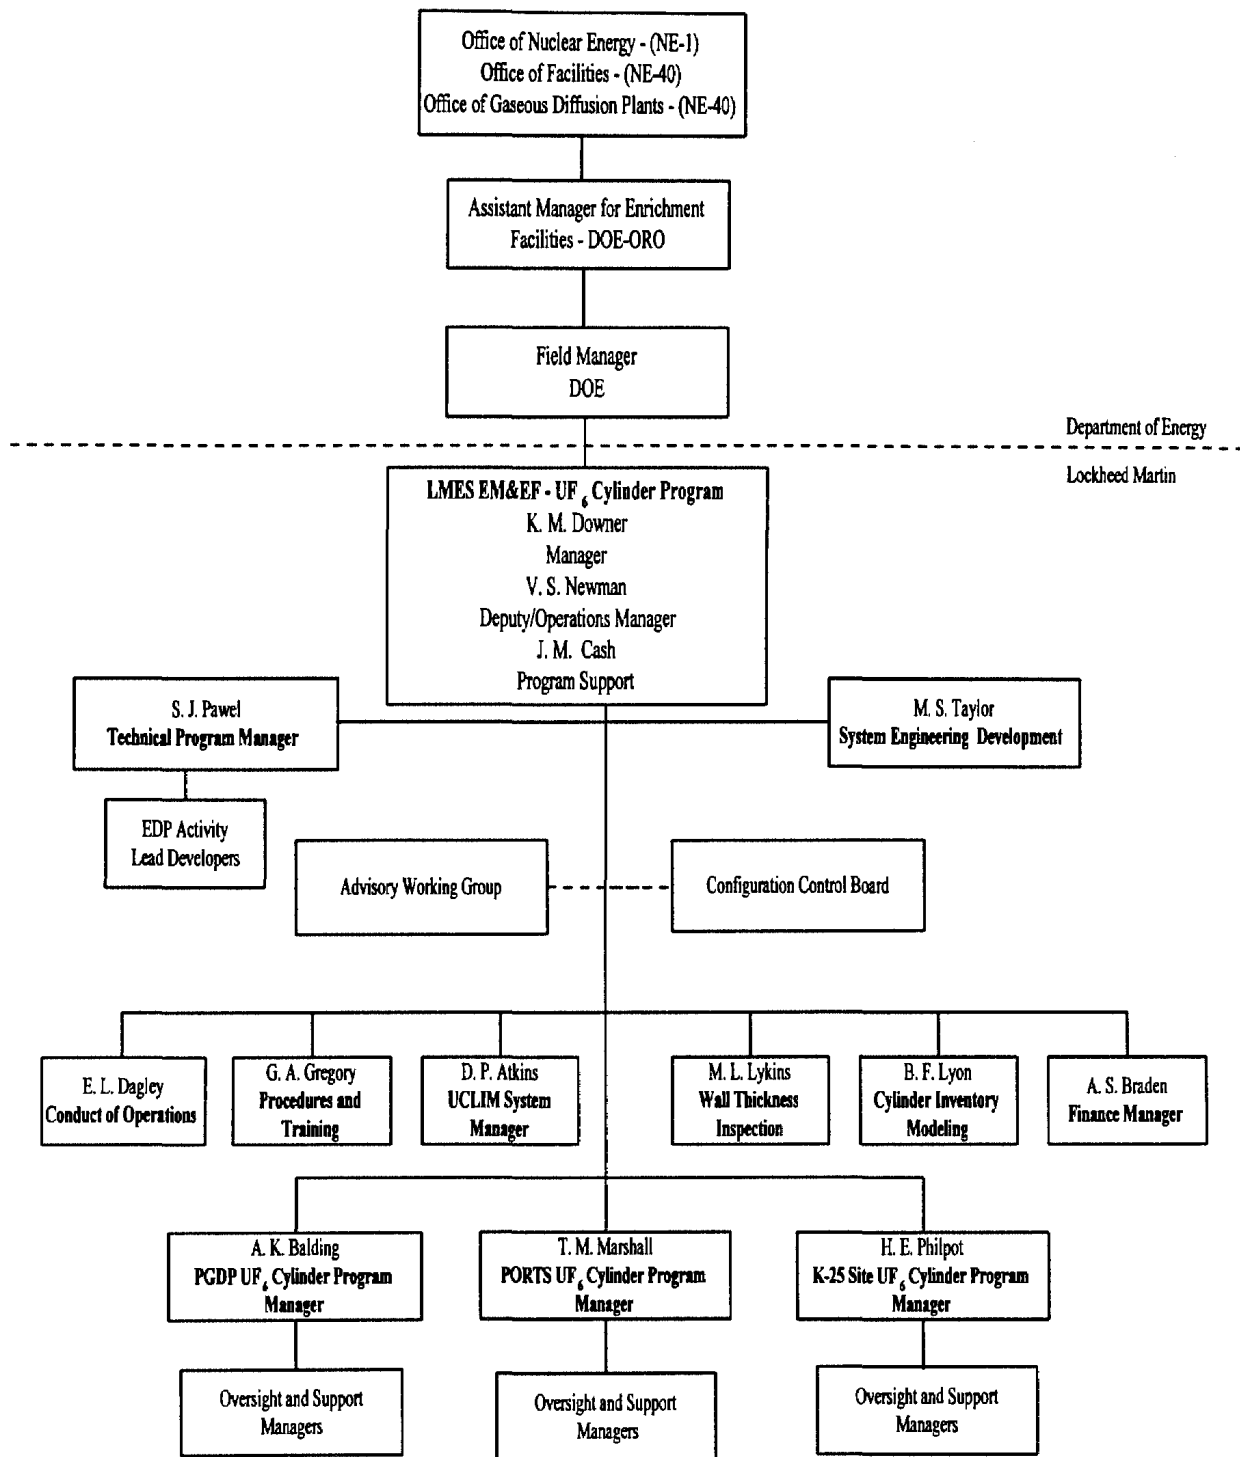 Office of Nuclear Energy - (NE-1)
Office of Facilities - (NE-40)
Office of Gaseous Diffusion Plants - (NE-40)
Assistant Manager for Enrichment
Facilities - DOE-ORO
Field Manager
DOE
Department of Energy
Lockheed Martin
LMES EM&EF - UF₆ Cylinder Program
K. M. Downer
Manager
V. S. Newman
Deputy/Operations Manager
J. M. Cash
Program Support
S. J. Pawel
Technical Program Manager
M. S. Taylor
System Engineering Development
EDP Activity
Lead Developers
Advisory Working Group
Configuration Control Board
E. L. Dagley
Conduct of Operations
G. A. Gregory
Procedures and
Training
D. P. Atkins
UCLIM System
Manager
M. L. Lykins
Wall Thickness
Inspection
B. F. Lyon
Cylinder Inventory
Modeling
A. S. Braden
Finance Manager
A. K. Balding
PGDP UF₆ Cylinder Program
Manager
T. M. Marshall
PORTS UF₆ Cylinder Program
Manager
H. E. Philpot
K-25 Site UF₆ Cylinder Program
Manager
Oversight and Support
Managers
Oversight and Support
Managers
Oversight and Support
Managers